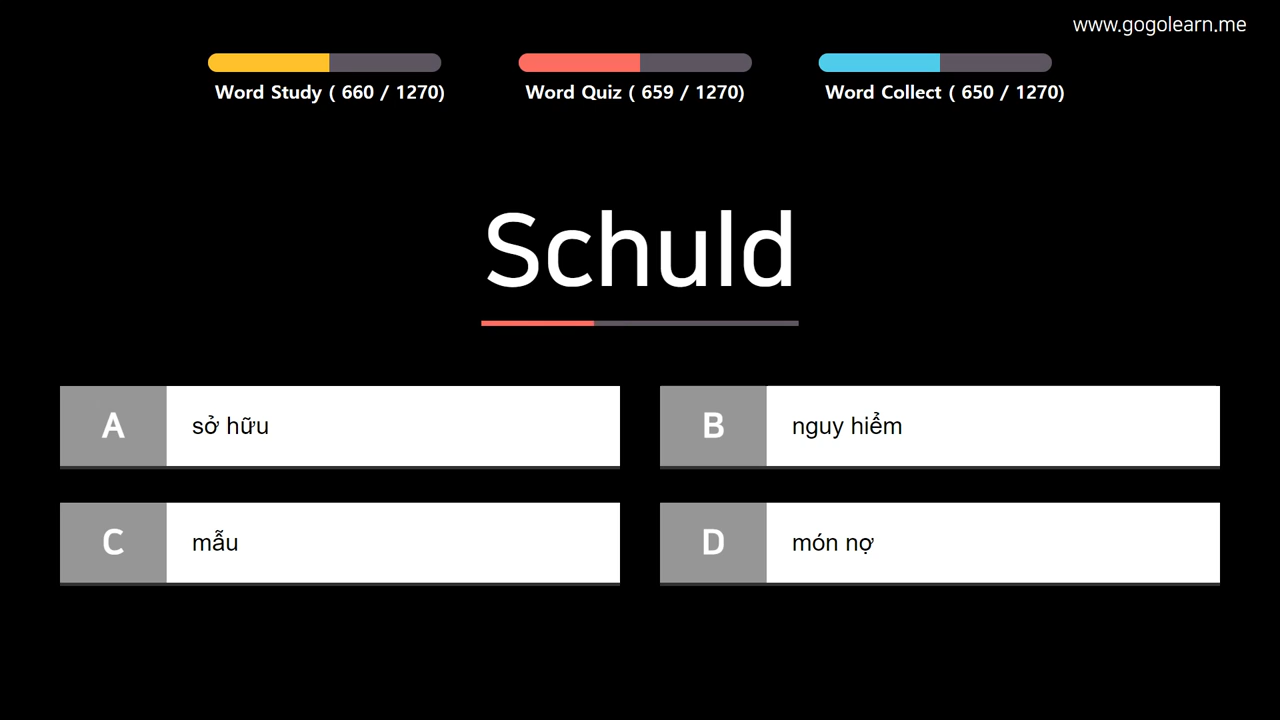 www.gogolearn.me
Word Study ( 660 / 1270)
Word Quiz ( 659 / 1270)
Word Collect ( 650 / 1270)
Schuld
A sở hữu
B nguy hiểm
C mẫu
D món nợ